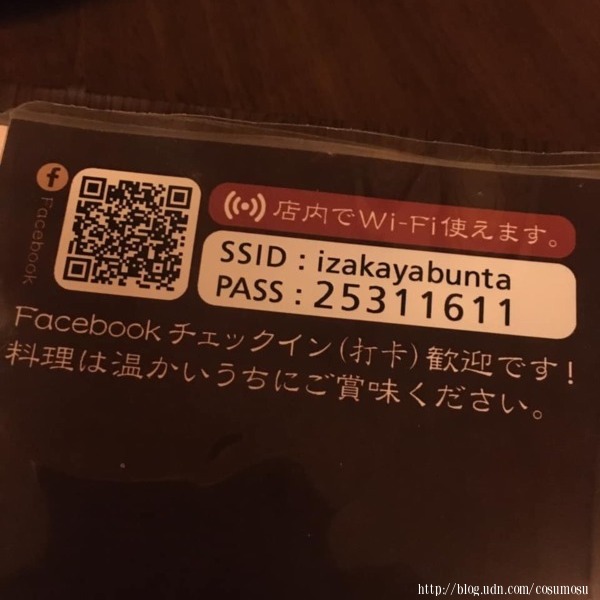 Facebook
店内でWi-Fi使えます。
SSID : izakayabunta
PASS : 25311611
Facebookチェックイン(打卡)歓迎です!
料理は温かいうちにご賞味ください。
http://blog.udn.com/cosumosu